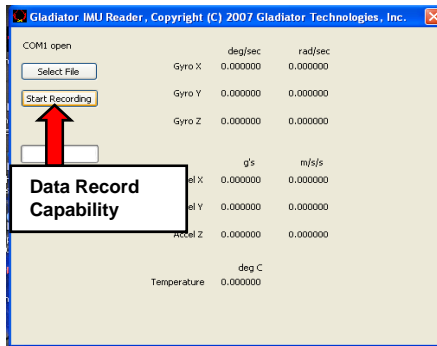 Gladiator IMU Reader, Copyright (C) 2007 Gladiator Technologies, Inc.
COM1 open
deg/sec rad/sec
Select File
Gyro X 0.000000 0.000000
Start Recording
Gyro Y 0.000000 0.000000
Gyro Z 0.000000 0.000000
g's m/s/s
Data Record
Capability
el X 0.000000 0.000000
el Y 0.000000 0.000000
Accel Z 0.000000 0.000000
deg C
Temperature 0.000000